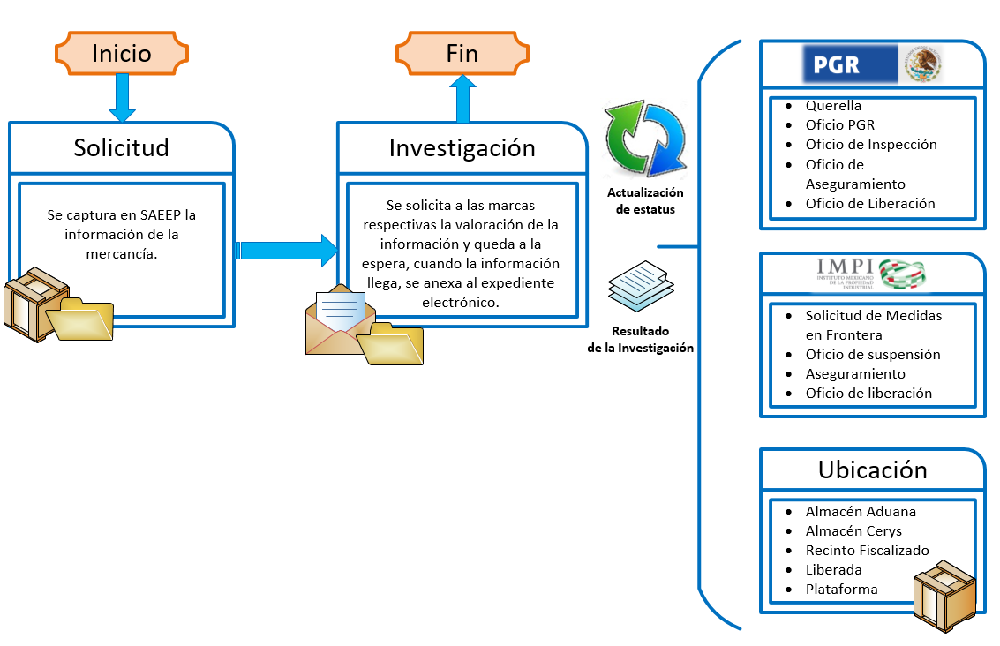 Inicio
Solicitud
Se captura en SAEEP la
información de la
mercancía.
Fin
Investigación
Se solicita a las marcas
respectivas la valoración de la
información y queda a la
espera, cuando la información
llega, se anexa al expediente
electrónico.
Actualización
de estatus
Resultado
de la Investigación
PGR
• Querella
• Oficio PGR
• Oficio de Inspección
• Oficio de
Aseguramiento
• Oficio de Liberación
IMPI
INSTITUTO MEXICANO
DE LA PROPIEDAD
INDUSTRIAL
• Solicitud de Medidas
en Frontera
• Oficio de suspensión
• Aseguramiento
• Oficio de liberación
Ubicación
• Almacén Aduana
• Almacén Cerys
• Recinto Fiscalizado
• Liberada
• Plataforma